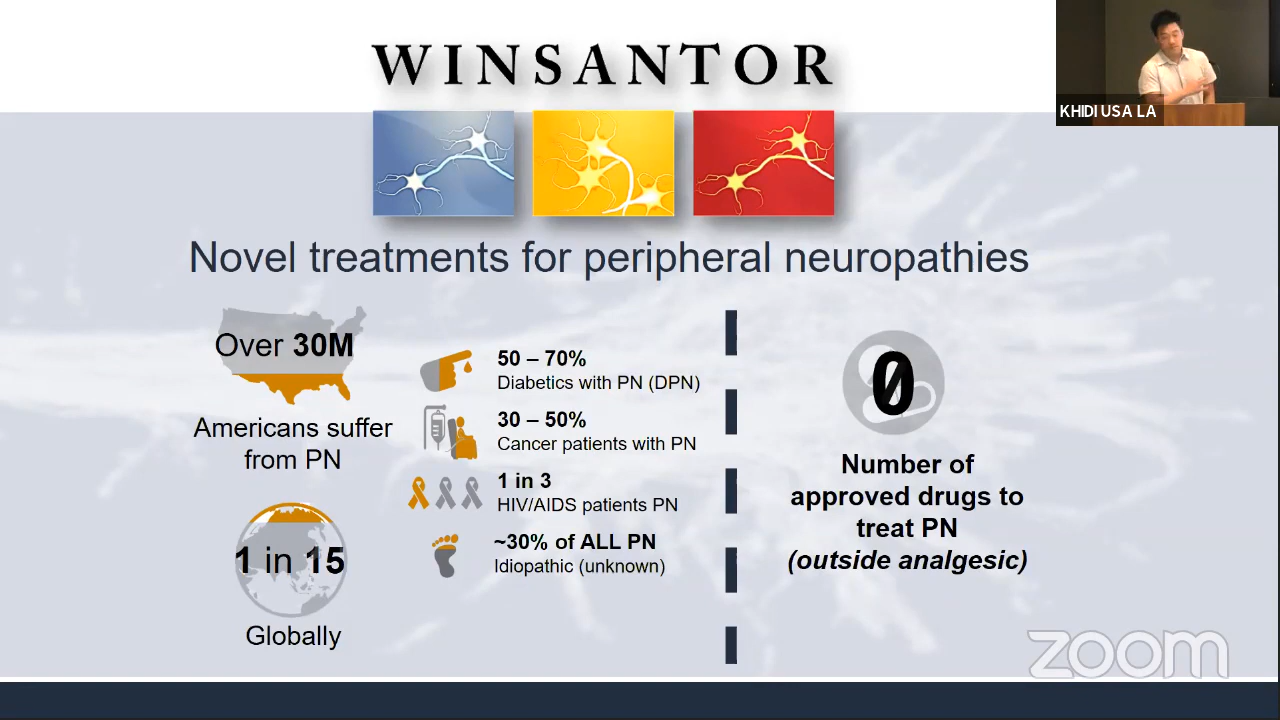 WINSANTOR
KHIDI USA LA
Novel treatments for peripheral neuropathies
Over 30M
Americans suffer
from PN
1 in 15
Globally
50 – 70%
Diabetics with PN (DPN)
30 – 50%
Cancer patients with PN
1 in 3
HIV/AIDS patients PN
~30% of ALL PN
Idiopathic (unknown)
0
Number of
approved drugs to
treat PN
(outside analgesic)
zoom